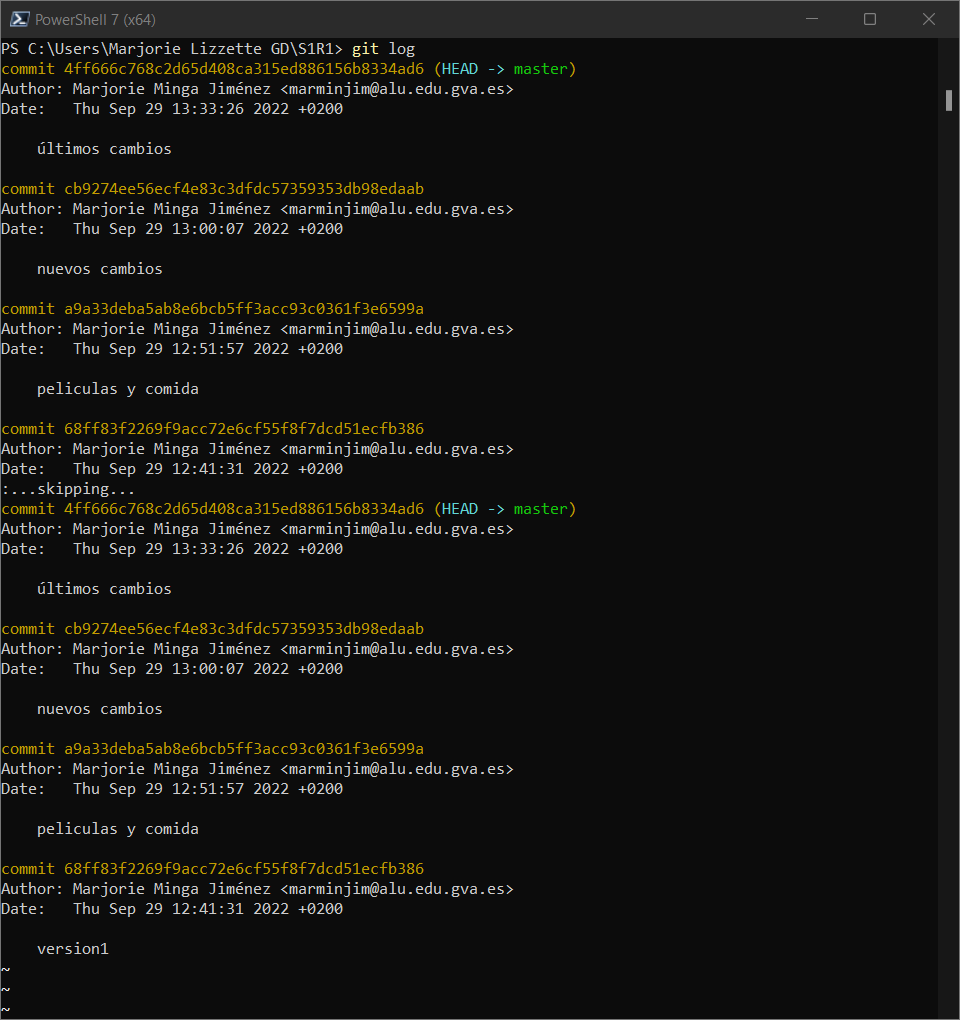 PowerShell 7 (x64)
PS C:\Users\Marjorie Lizzette GD\S1R1> git log
commit 4ff666c768c2d65d408ca315ed886156b8334ad6 (HEAD -> master)
Author: Marjorie Minga Jiménez <marminjim@alu.edu.gva.es>
Date:   Thu Sep 29 13:33:26 2022 +0200
últimos cambios
commit cb9274ee56ecf4e83c3dfdc57359353db98edaab
Author: Marjorie Minga Jiménez <marminjim@alu.edu.gva.es>
Date:   Thu Sep 29 13:00:07 2022 +0200
nuevos cambios
commit a9a33deba5ab8e6bcb5ff3acc93c0361f3e6599a
Author: Marjorie Minga Jiménez <marminjim@alu.edu.gva.es>
Date:   Thu Sep 29 12:51:57 2022 +0200
peliculas y comida
commit 68ff83f2269f9acc72e6cf55f8f7dcd51ecfb386
Author: Marjorie Minga Jiménez <marminjim@alu.edu.gva.es>
Date:   Thu Sep 29 12:41:31 2022 +0200
:...skipping...
commit 4ff666c768c2d65d408ca315ed886156b8334ad6 (HEAD -> master)
Author: Marjorie Minga Jiménez <marminjim@alu.edu.gva.es>
Date:   Thu Sep 29 13:33:26 2022 +0200
últimos cambios
commit cb9274ee56ecf4e83c3dfdc57359353db98edaab
Author: Marjorie Minga Jiménez <marminjim@alu.edu.gva.es>
Date:   Thu Sep 29 13:00:07 2022 +0200
nuevos cambios
commit a9a33deba5ab8e6bcb5ff3acc93c0361f3e6599a
Author: Marjorie Minga Jiménez <marminjim@alu.edu.gva.es>
Date:   Thu Sep 29 12:51:57 2022 +0200
peliculas y comida
commit 68ff83f2269f9acc72e6cf55f8f7dcd51ecfb386
Author: Marjorie Minga Jiménez <marminjim@alu.edu.gva.es>
Date:   Thu Sep 29 12:41:31 2022 +0200
version1
~
~
~